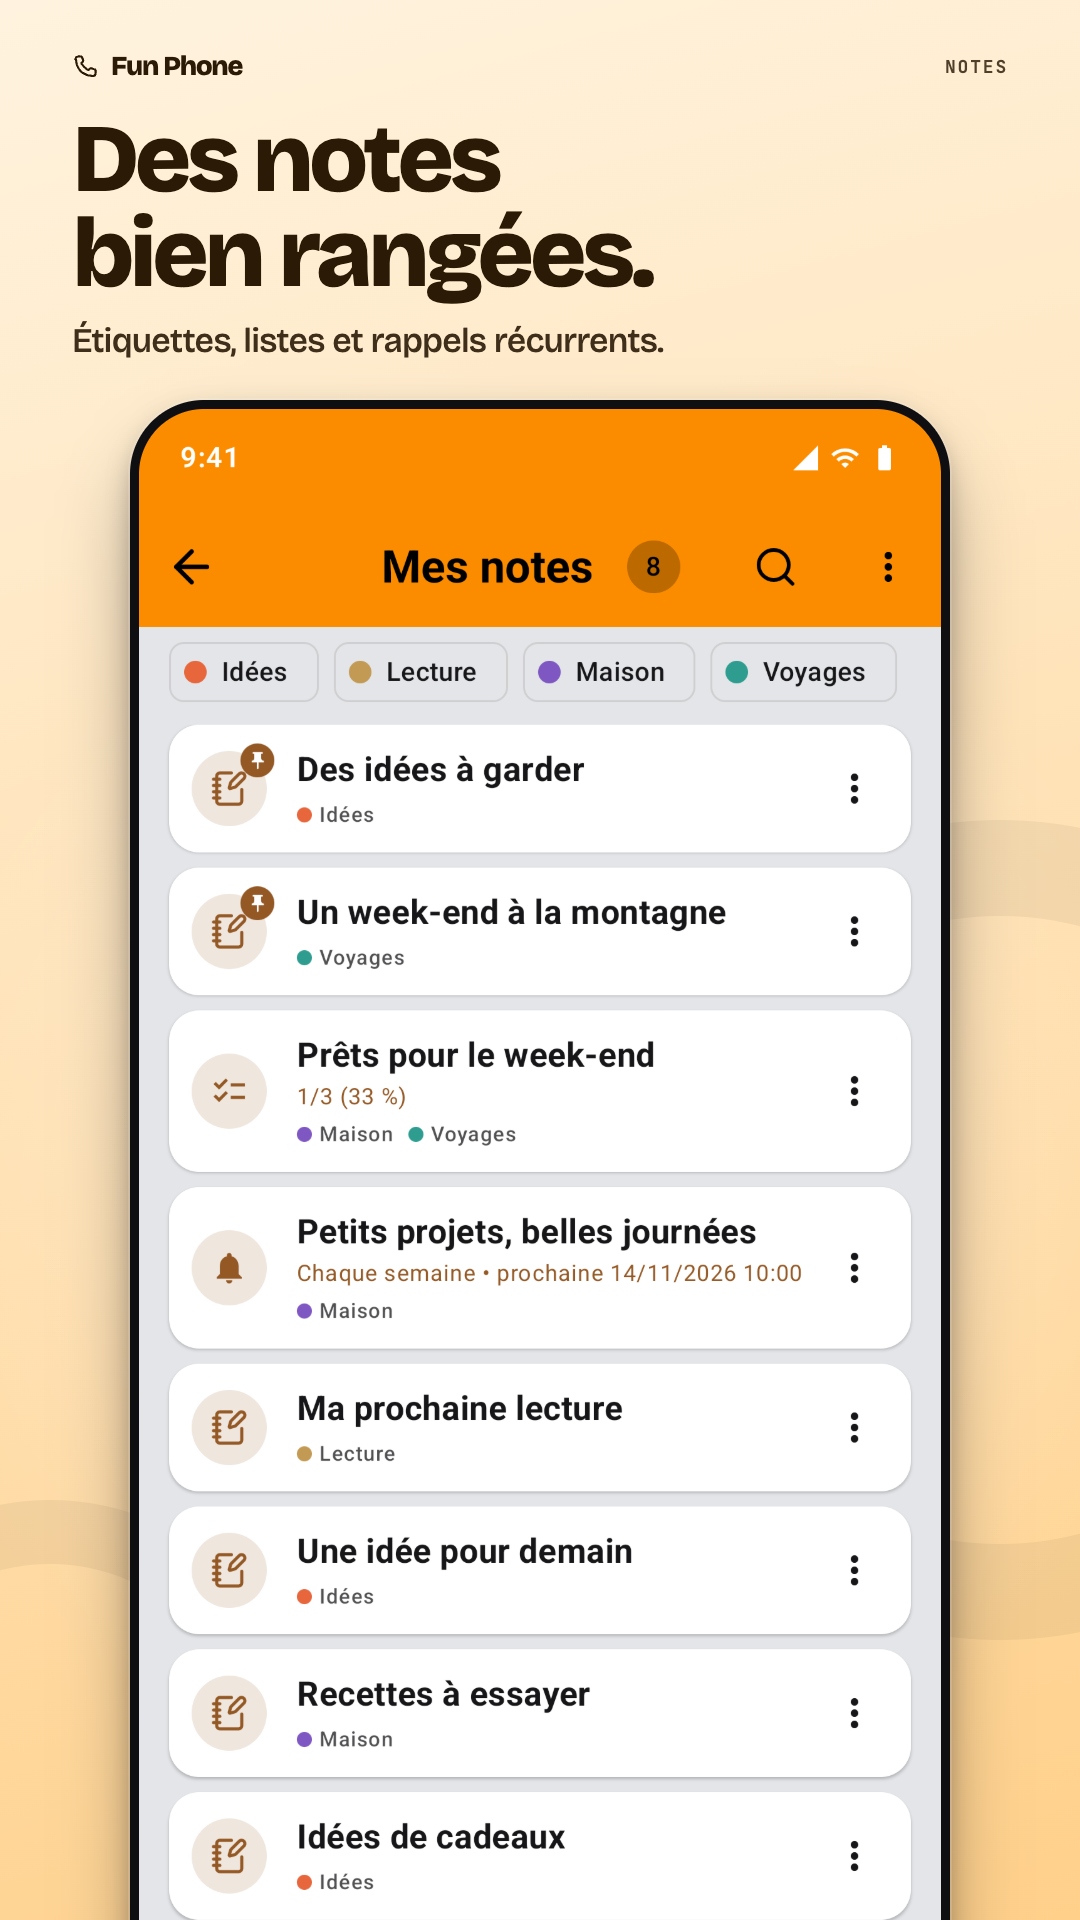 Fun Phone
NOTES
Des notes
bien rangées.
Étiquettes, listes et rappels récurrents.
9:41
Mes notes 8
Idées Lecture Maison Voyages
Des idées à garder
Idées
Un week-end à la montagne
Voyages
Prêts pour le week-end
1/3 (33 %)
Maison Voyages
Petits projets, belles journées
Chaque semaine • prochaine 14/11/2026 10:00
Maison
Ma prochaine lecture
Lecture
Une idée pour demain
Idées
Recettes à essayer
Maison
Idées de cadeaux
Idées